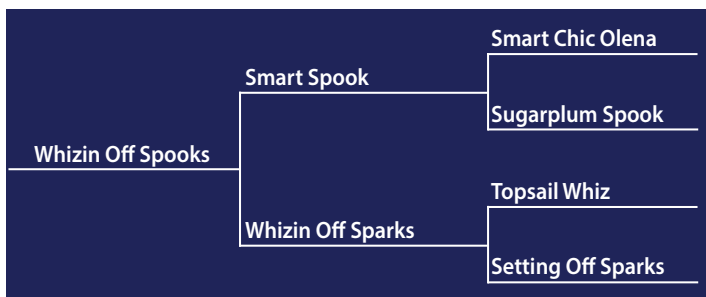 Smart Chic Olena
Smart Spook
Sugarplum Spook
Whizin Off Spooks
Topsail Whiz
Whizin Off Sparks
Setting Off Sparks